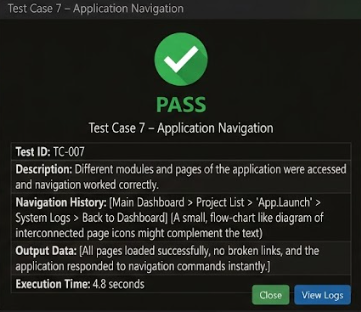 Test Case 7 – Application Navigation
PASS
Test Case 7 – Application Navigation
Test ID: TC-007
Description: Different modules and pages of the application were accessed
and navigation worked correctly.
Navigation History: [Main Dashboard > Project List > 'App.Launch' >
System Logs > Back to Dashboard] (A small, flow-chart like diagram of
interconnected page icons might complement the text)
Output Data: [All pages loaded successfully, no broken links, and the
application responded to navigation commands instantly.]
Execution Time: 4.8 seconds
Close View Logs